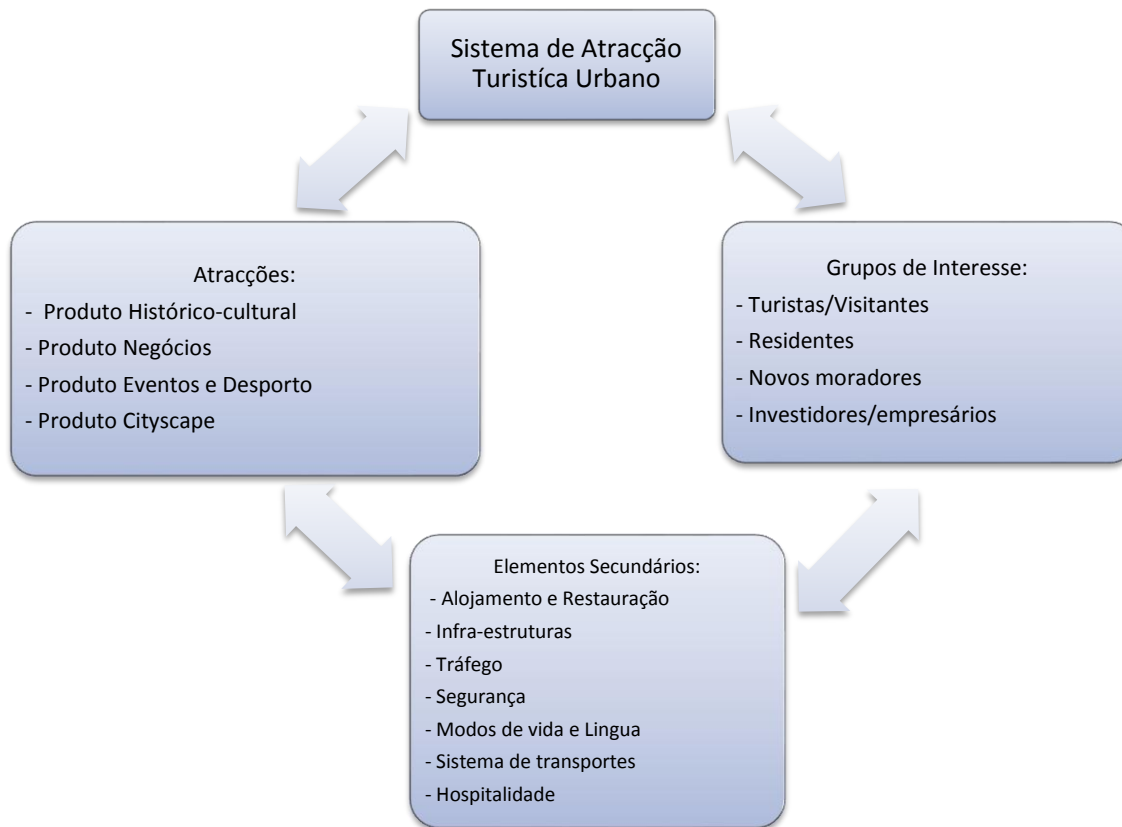 Sistema de Atracção
Turistíca Urbano
Atracções:
- Produto Histórico-cultural
- Produto Negócios
- Produto Eventos e Desporto
- Produto Cityscape
Grupos de Interesse:
- Turistas/Visitantes
- Residentes
- Novos moradores
- Investidores/empresários
Elementos Secundários:
- Alojamento e Restauração
- Infra-estruturas
- Tráfego
- Segurança
- Modos de vida e Lingua
- Sistema de transportes
- Hospitalidade